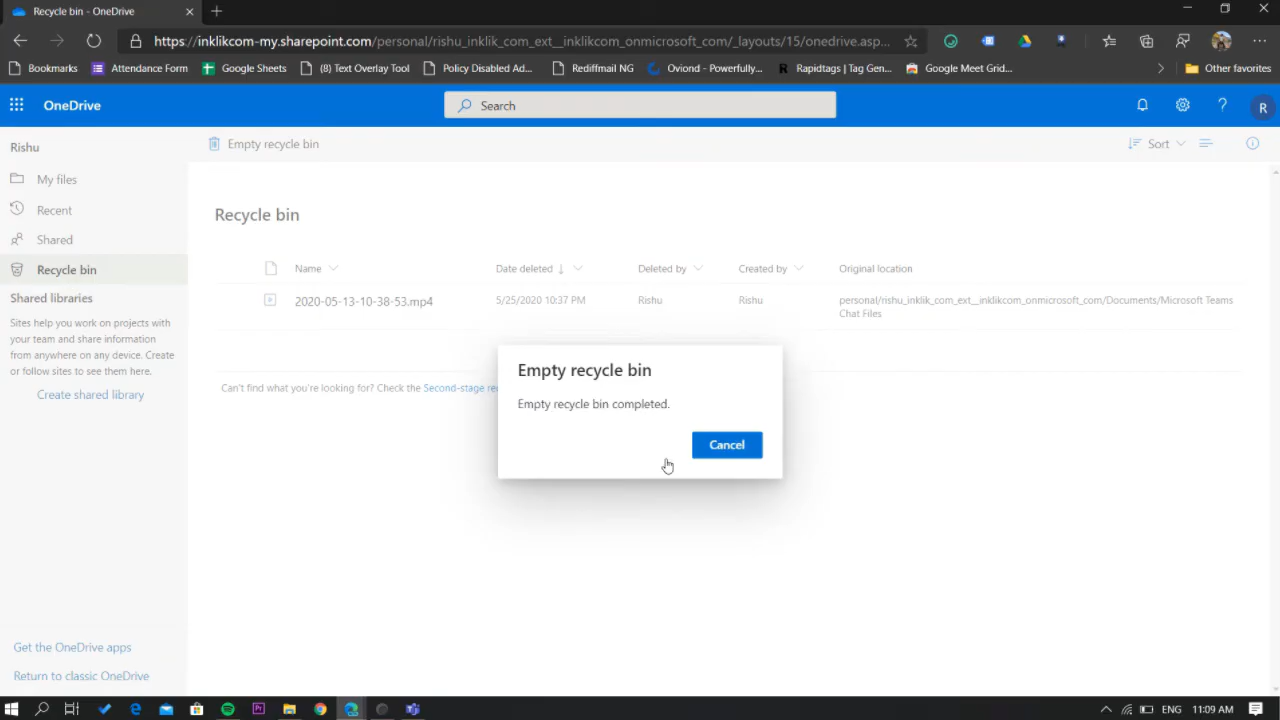 Recycle bin - OneDrive
https://inklikcom-my.sharepoint.com/personal/rishu_inklik_com_ext__inklikcom_onmicrosoft_com/_layouts/15/onedrive.asp...
Bookmarks Attendance Form Google Sheets (8) Text Overlay Tool Policy Disabled Ad... Rediffmail NG Oviond - Powerfully... Rapidtags | Tag Gen... Google Meet Grid... Other favorites
OneDrive Search R
Rishu Empty recycle bin Sort
My files
Recent
Shared
Recycle bin
Shared libraries
Sites help you work on projects with
your team and share information
from anywhere on any device. Create
or follow sites to see them here.
Create shared library
Get the OneDrive apps
Return to classic OneDrive
Recycle bin
Name Date deleted Deleted by Created by Original location
2020-05-13-10-38-53.mp4 5/25/2020 10:37 PM Rishu Rishu personal/rishu_inklik_com_ext__inklikcom_onmicrosoft_com/Documents/Microsoft Teams
Chat Files
Can't find what you're looking for? Check the Second-stage
Empty recycle bin
Empty recycle bin completed.
Cancel
ENG 11:09 AM